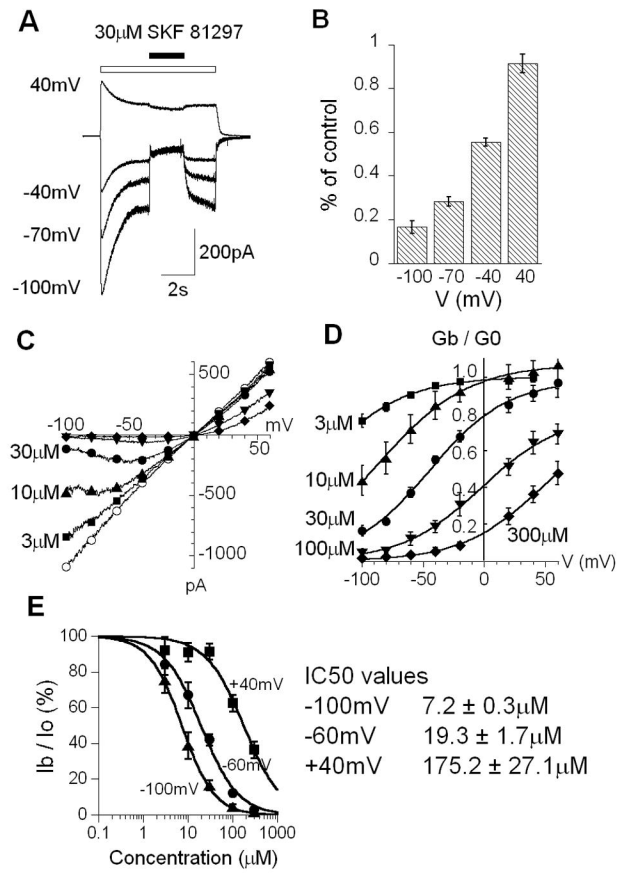 A
30µM SKF 81297
40mV
-40mV
-70mV
-100mV
200pA
2s
B
% of control
1
0.8
0.6
0.4
0.2
0
-100 -70 -40 40
V (mV)
C
500
mV
-100 -50 50
30µM
10µM
3µM
-500
-1000
pA
D
Gb / G0
1.0
0.8
0.6
0.4
0.2
3µM
10µM
30µM
100µM
300µM
-100 -50 0 50 V (mV)
E
Ib / Io (%)
100
80
60
40
20
0
+40mV
-60mV
-100mV
0.1 1 10 100 1000
Concentration (µM)
IC50 values
-100mV 7.2 ± 0.3µM
-60mV 19.3 ± 1.7µM
+40mV 175.2 ± 27.1µM